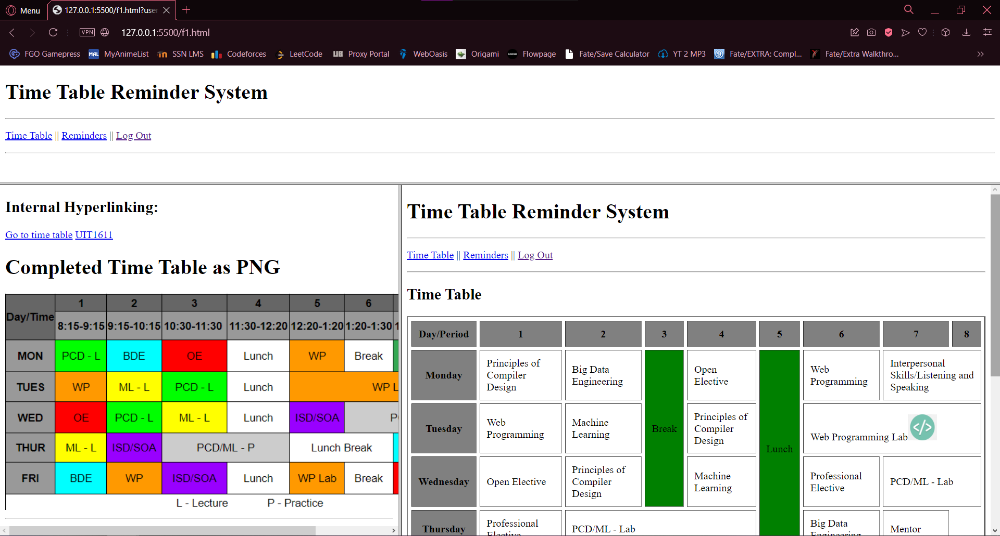 Menu
127.0.0.1:5500/f1.html?user
VPN
127.0.0.1:5500/f1.html
FGO Gamepress
MAL MyAnimeList
SSN LMS
Codeforces
LeetCode
UB Proxy Portal
WebOasis
Origami
Flowpage
Fate/Save Calculator
YT 2 MP3
Fate/EXTRA: Compl...
Fate/Extra Walkthro...
Time Table Reminder System
Time Table || Reminders || Log Out
Internal Hyperlinking:
Go to time table UIT1611
Completed Time Table as PNG
Day/Time 1 2 3 4 5 6
8:15-9:15 9:15-10:15 10:30-11:30 11:30-12:20 12:20-1:20 1:20-1:30 1
MON PCD - L BDE OE Lunch WP Break
TUES WP ML - L PCD - L Lunch WP L
WED OE PCD - L ML - L Lunch ISD/SOA P
THUR ML - L ISD/SOA PCD/ML - P Lunch Break
FRI BDE WP ISD/SOA Lunch WP Lab Break
L - Lecture P - Practice
Time Table Reminder System
Time Table || Reminders || Log Out
Time Table
Day/Period 1 2 3 4 5 6 7 8
Monday
Principles of
Compiler
Design
Big Data
Engineering
Break
Open
Elective
Lunch
Web
Programming
Interpersonal
Skills/Listening and
Speaking
Tuesday
Web
Programming
Machine
Learning
Principles of
Compiler
Design
Web Programming Lab </>
Wednesday
Open Elective
Principles of
Compiler
Design
Machine
Learning
Professional
Elective
PCD/ML - Lab
Thursday
Professional
Elective
PCD/ML - Lab
Big Data
Engineering
Mentor